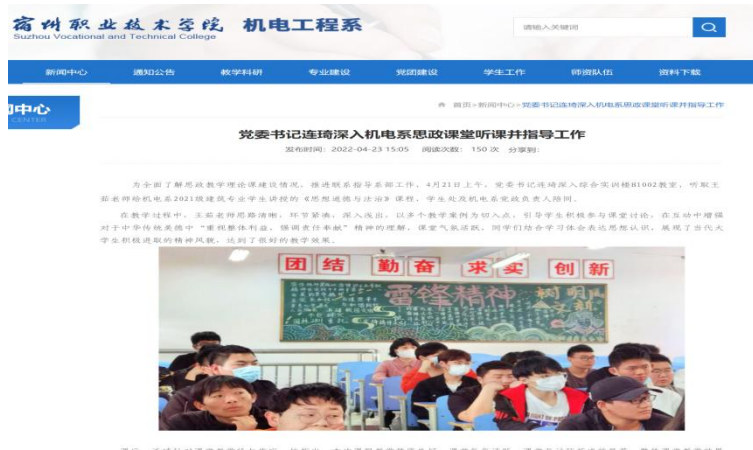 宿州职业技术学院 机电工程系
Suzhou Vocational and Technical College
请输入关键词
新闻中心 通知公告 教学科研 专业建设 党团建设 学生工作 师资队伍 资料下载
闻中心
CENTER
首页>新闻中心>党委书记连琦深入机电系思政课堂听课并指导工作
党委书记连琦深入机电系思政课堂听课并指导工作
发布时间：2022-04-23 15:05 阅读次数：150 次 分享到：
为全面了解思政教学理论课建设情况，推进联系指导系部工作，4月21日上午，党委书记连琦深入综合实训楼H1002教室，听取王
茹老师给机电系2021级建筑专业学生讲授的《思想道德与法治》课程，学生处及机电系党政负责人陪同。
在教学过程中，王茹老师思路清晰，环节紧凑，深入浅出，以多个教学案例为切入点，引导学生积极参与课堂讨论，在互动中增强
对于中华传统美德中“重视整体利益，强调责任奉献”精神的理解，课堂气氛活跃，同学们结合学习体会表达思想认识，展现了当代大
学生积极进取的精神风貌，达到了很好的教学效果。
团结 勤奋 求实 创新
雷锋精神
树